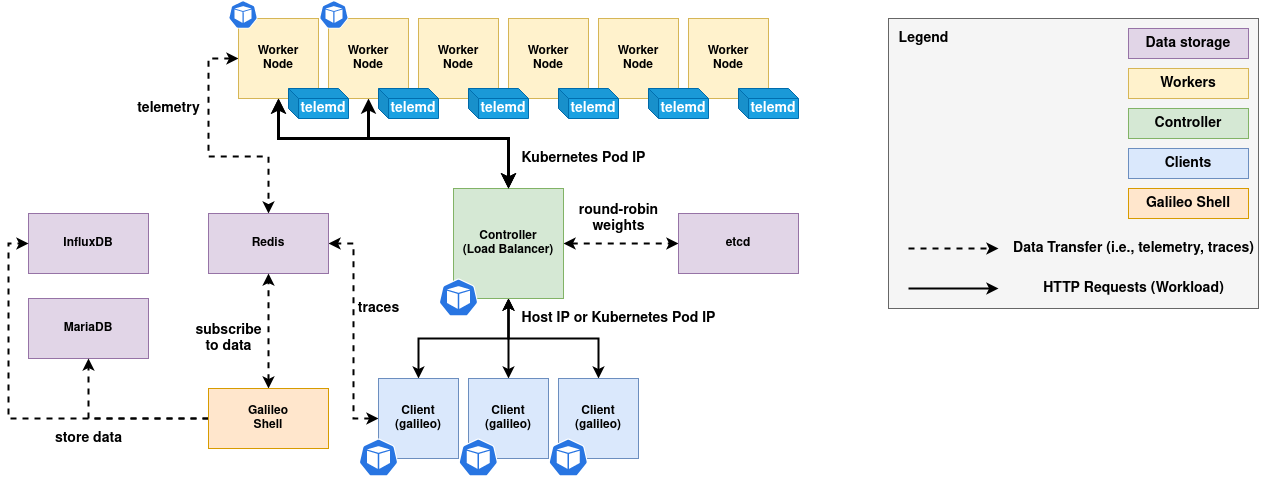 Worker
Node
Worker
Node
Worker
Node
Worker
Node
Worker
Node
Worker
Node
telemd
telemd
telemd
telemd
telemd
telemd
telemetry
Kubernetes Pod IP
InfluxDB
Redis
Controller
(Load Balancer)
round-robin
weights
etcd
MariaDB
subscribe
to data
traces
Host IP or Kubernetes Pod IP
Galileo
Shell
store data
Client
(galileo)
Client
(galileo)
Client
(galileo)
Legend
Data storage
Workers
Controller
Clients
Galileo Shell
Data Transfer (i.e., telemetry, traces)
HTTP Requests (Workload)